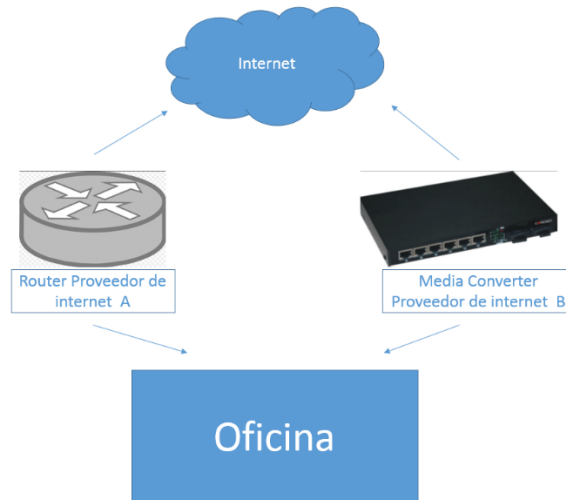 Internet
Router Proveedor de
internet A
Media Converter
Proveedor de internet B
Oficina